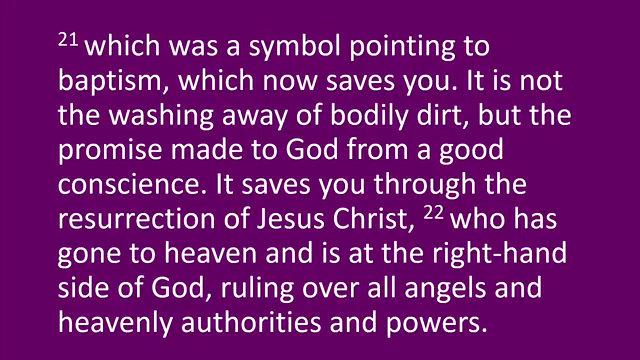 21 which was a symbol pointing to
baptism, which now saves you. It is not
the washing away of bodily dirt, but the
promise made to God from a good
conscience. It saves you through the
resurrection of Jesus Christ, 22 who has
gone to heaven and is at the right-hand
side of God, ruling over all angels and
heavenly authorities and powers.